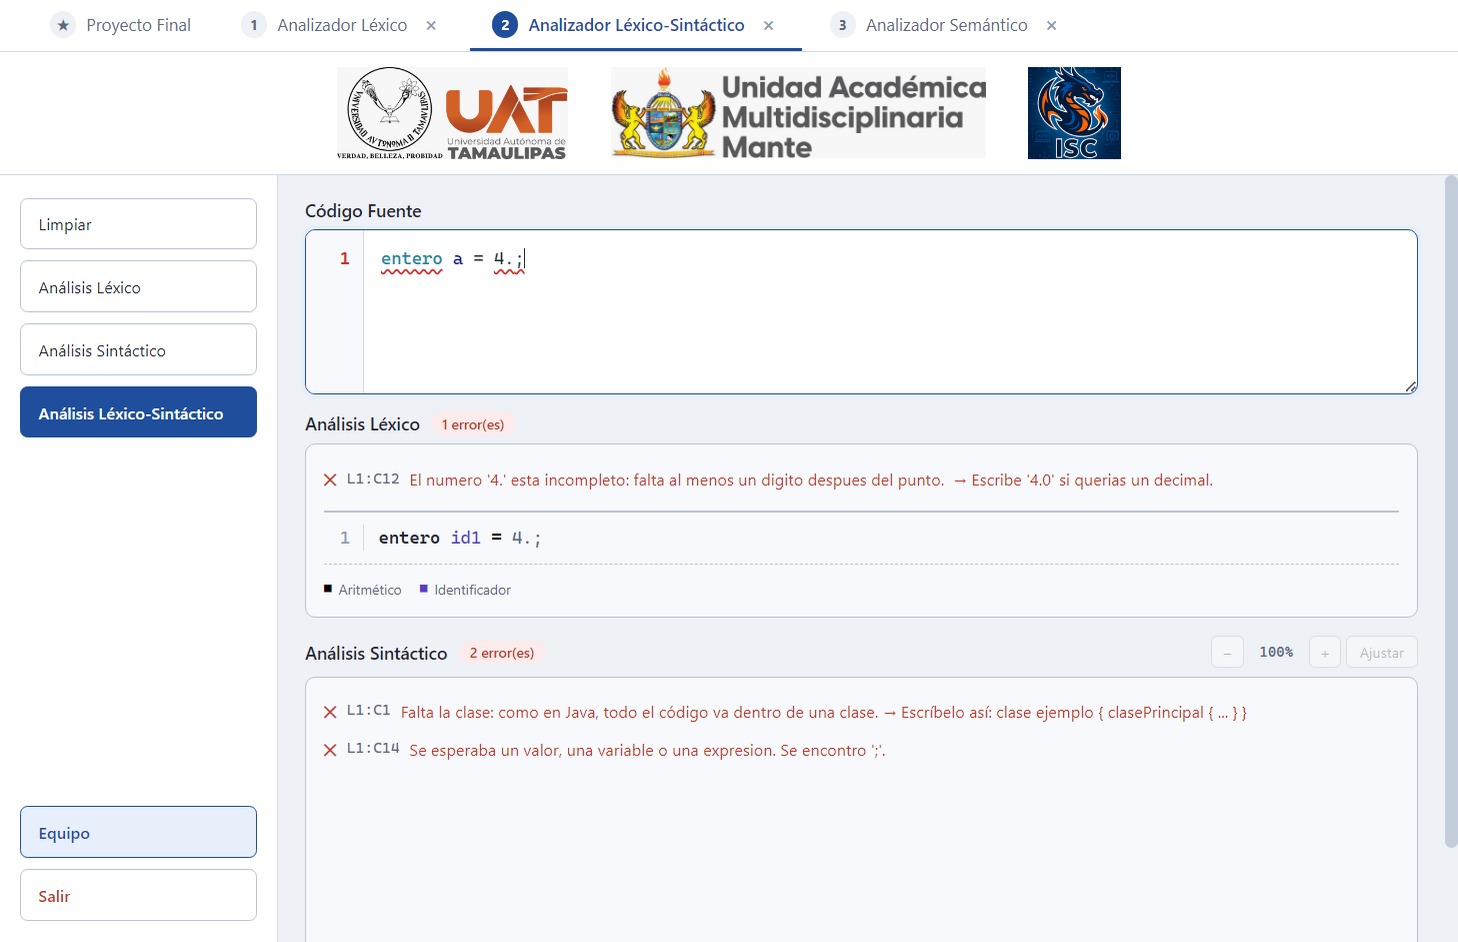 ★ Proyecto Final
1 Analizador Léxico ×
2 Analizador Léxico-Sintáctico ×
3 Analizador Semántico ×
UNIVERSIDAD AUTONOMA D TAMAULIPAS
VERDAD, BELLEZA, PROBIDAD
UAT
Universidad Autónoma de
TAMAULIPAS
Unidad Académica
Multidisciplinaria
Mante
ISC
Limpiar
Análisis Léxico
Análisis Sintáctico
Análisis Léxico-Sintáctico
Equipo
Salir
Código Fuente
1 entero a = 4.;
Análisis Léxico 1 error(es)
× L1:C12 El numero '4.' esta incompleto: falta al menos un digito despues del punto. → Escribe '4.0' si querias un decimal.
1 entero id1 = 4.;
Aritmético Identificador
Análisis Sintáctico 2 error(es)
− 100% + Ajustar
× L1:C1 Falta la clase: como en Java, todo el código va dentro de una clase. → Escríbelo así: clase ejemplo { clasePrincipal { ... } }
× L1:C14 Se esperaba un valor, una variable o una expresion. Se encontro ';'.